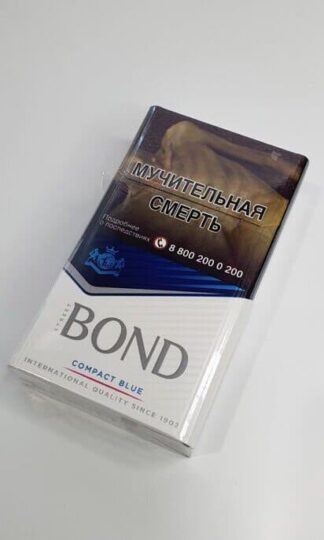 МУЧИТЕЛЬНАЯ
СМЕРТЬ
Подробнее
о последствиях
8 800 200 0 200
STREET
BOND
COMPACT BLUE
INTERNATIONAL QUALITY SINCE 1902